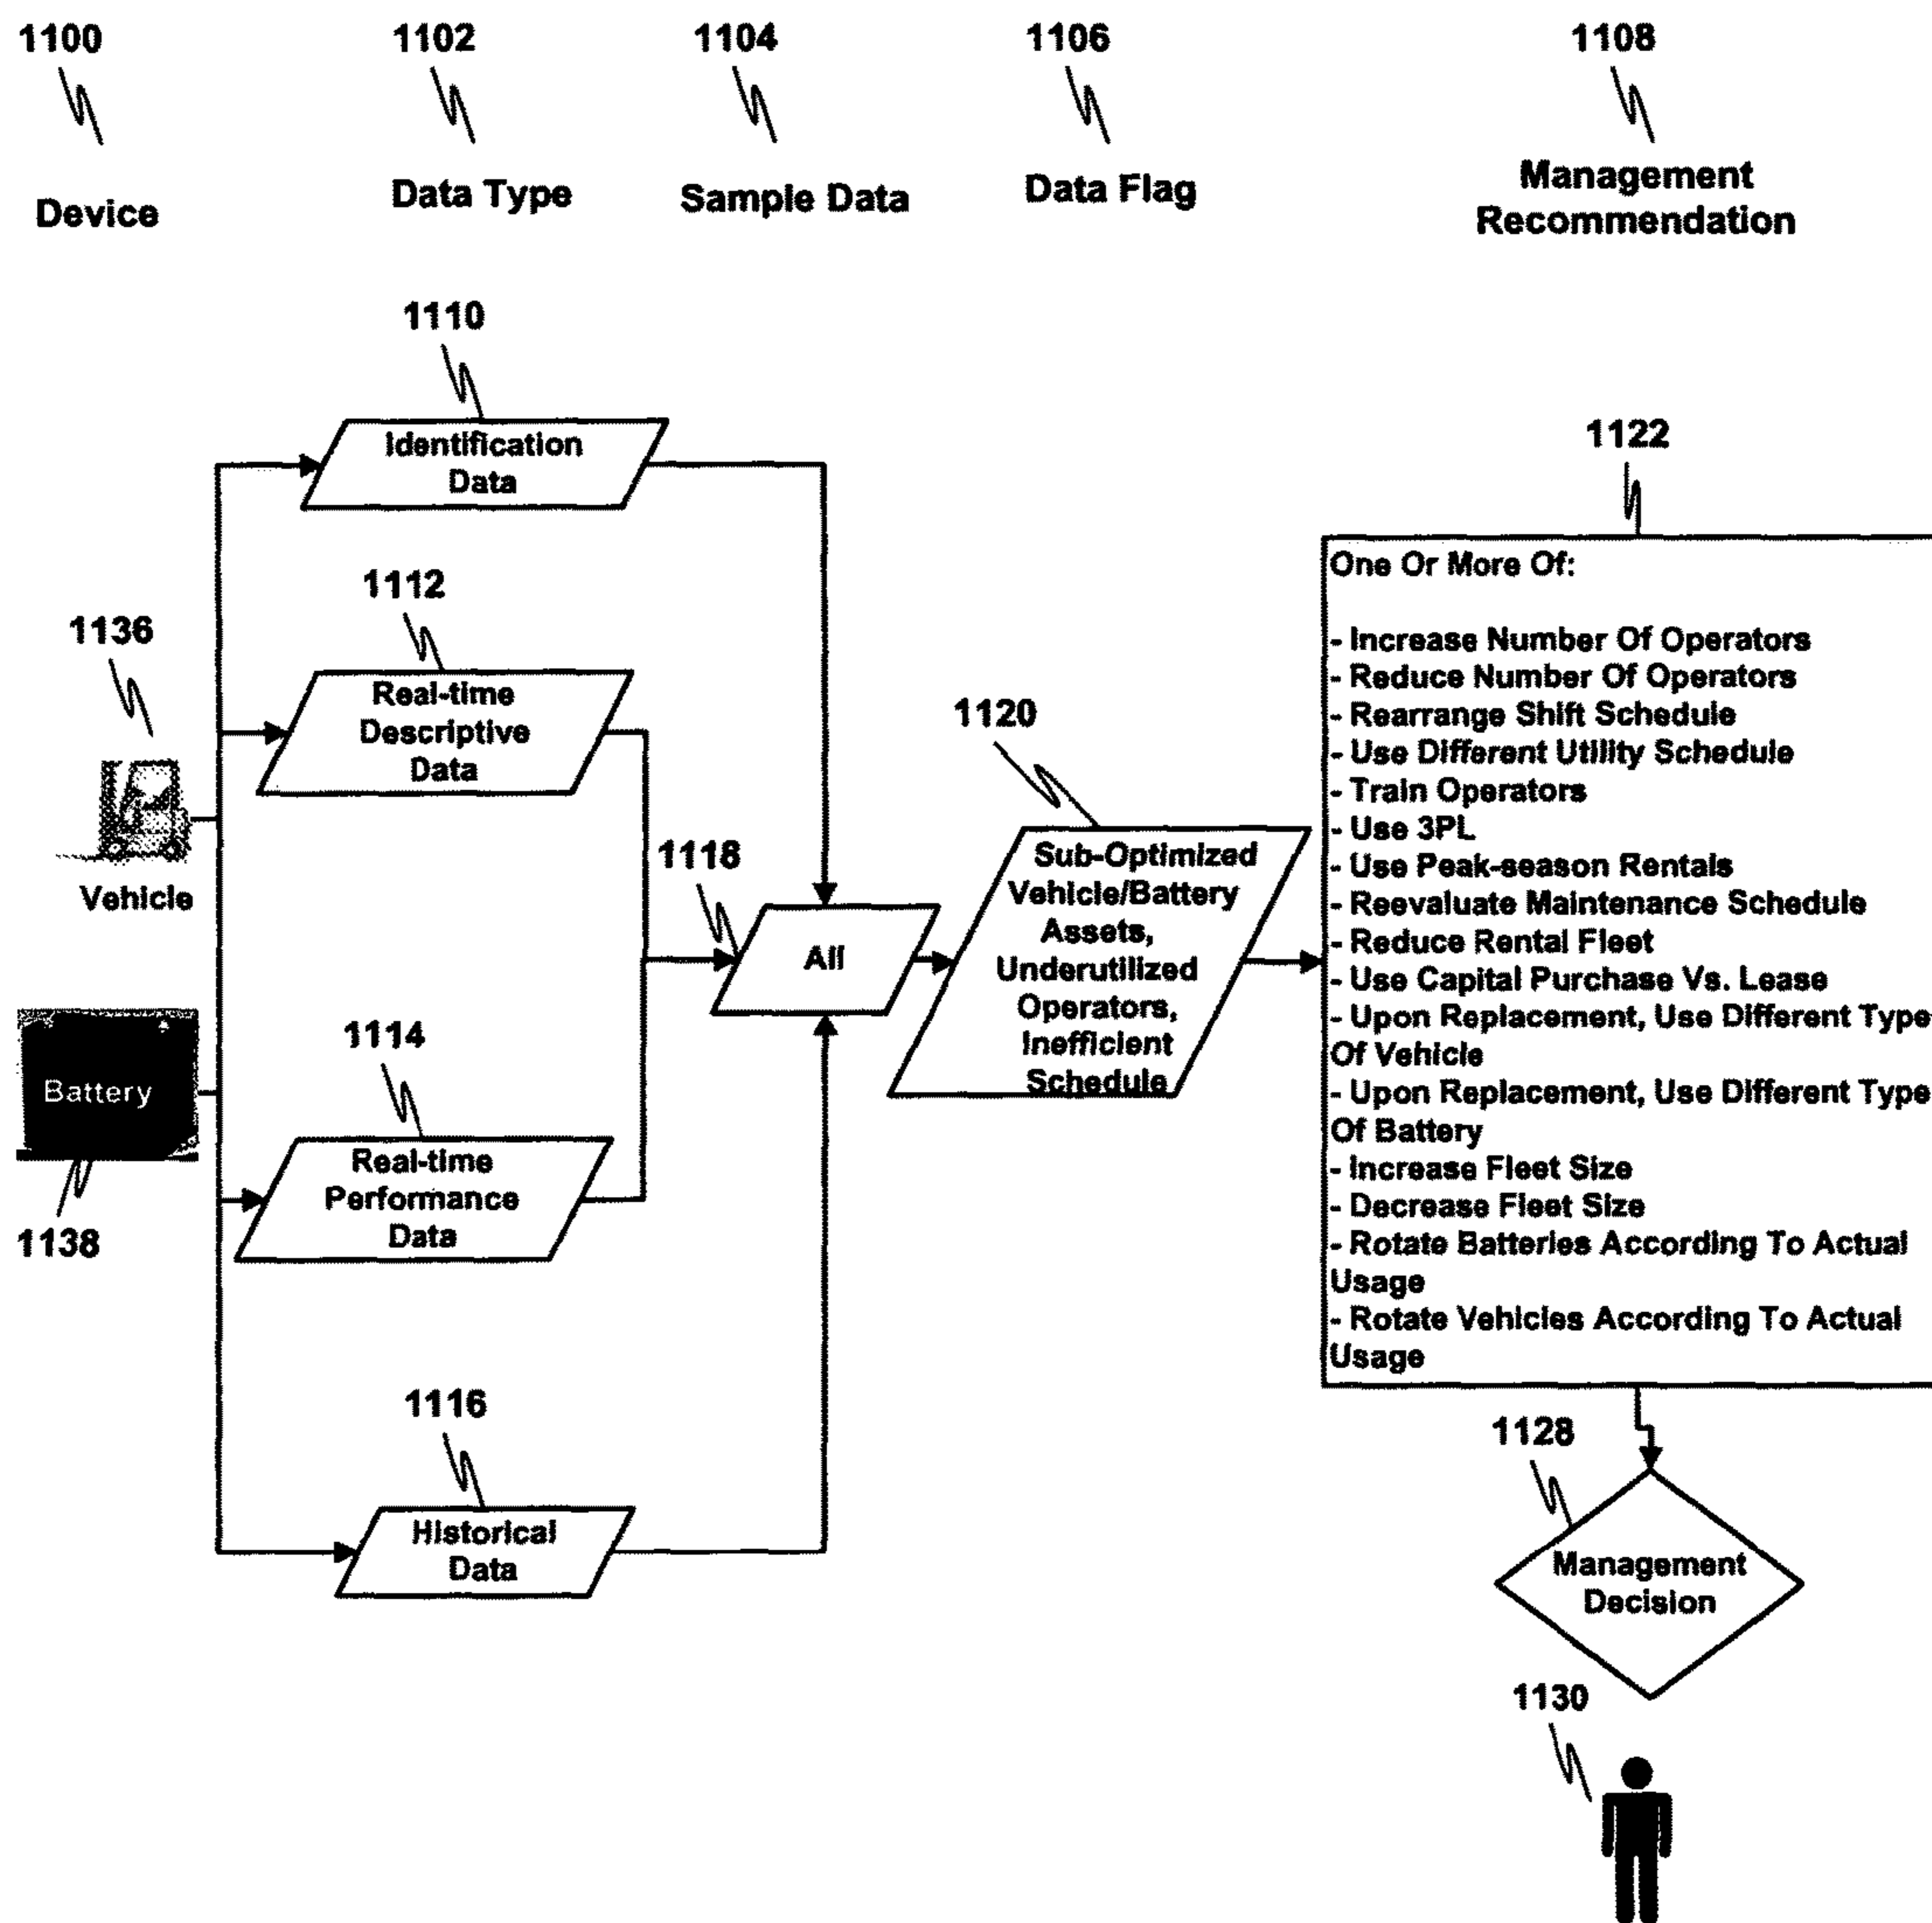 1100
1102
1104
1106
1108
Device
Data Type
Sample Data
Data Flag
Management
Recommendation
1110
Identification
Data
1112
Real-time
Descriptive
Data
1136
Vehicle
Battery
1138
1114
Real-time
Performance
Data
1116
Historical
Data
1118
All
1120
Sub-Optimized
Vehicle/Battery
Assets,
Underutilized
Operators,
Inefficient
Schedule
1122
One Or More Of:
- Increase Number Of Operators
- Reduce Number Of Operators
- Rearrange Shift Schedule
- Use Different Utility Schedule
- Train Operators
- Use 3PL
- Use Peak-season Rentals
- Reevaluate Maintenance Schedule
- Reduce Rental Fleet
- Use Capital Purchase Vs. Lease
- Upon Replacement, Use Different Type
Of Vehicle
- Upon Replacement, Use Different Type
Of Battery
- Increase Fleet Size
- Decrease Fleet Size
- Rotate Batteries According To Actual
Usage
- Rotate Vehicles According To Actual
Usage
1128
Management
Decision
1130